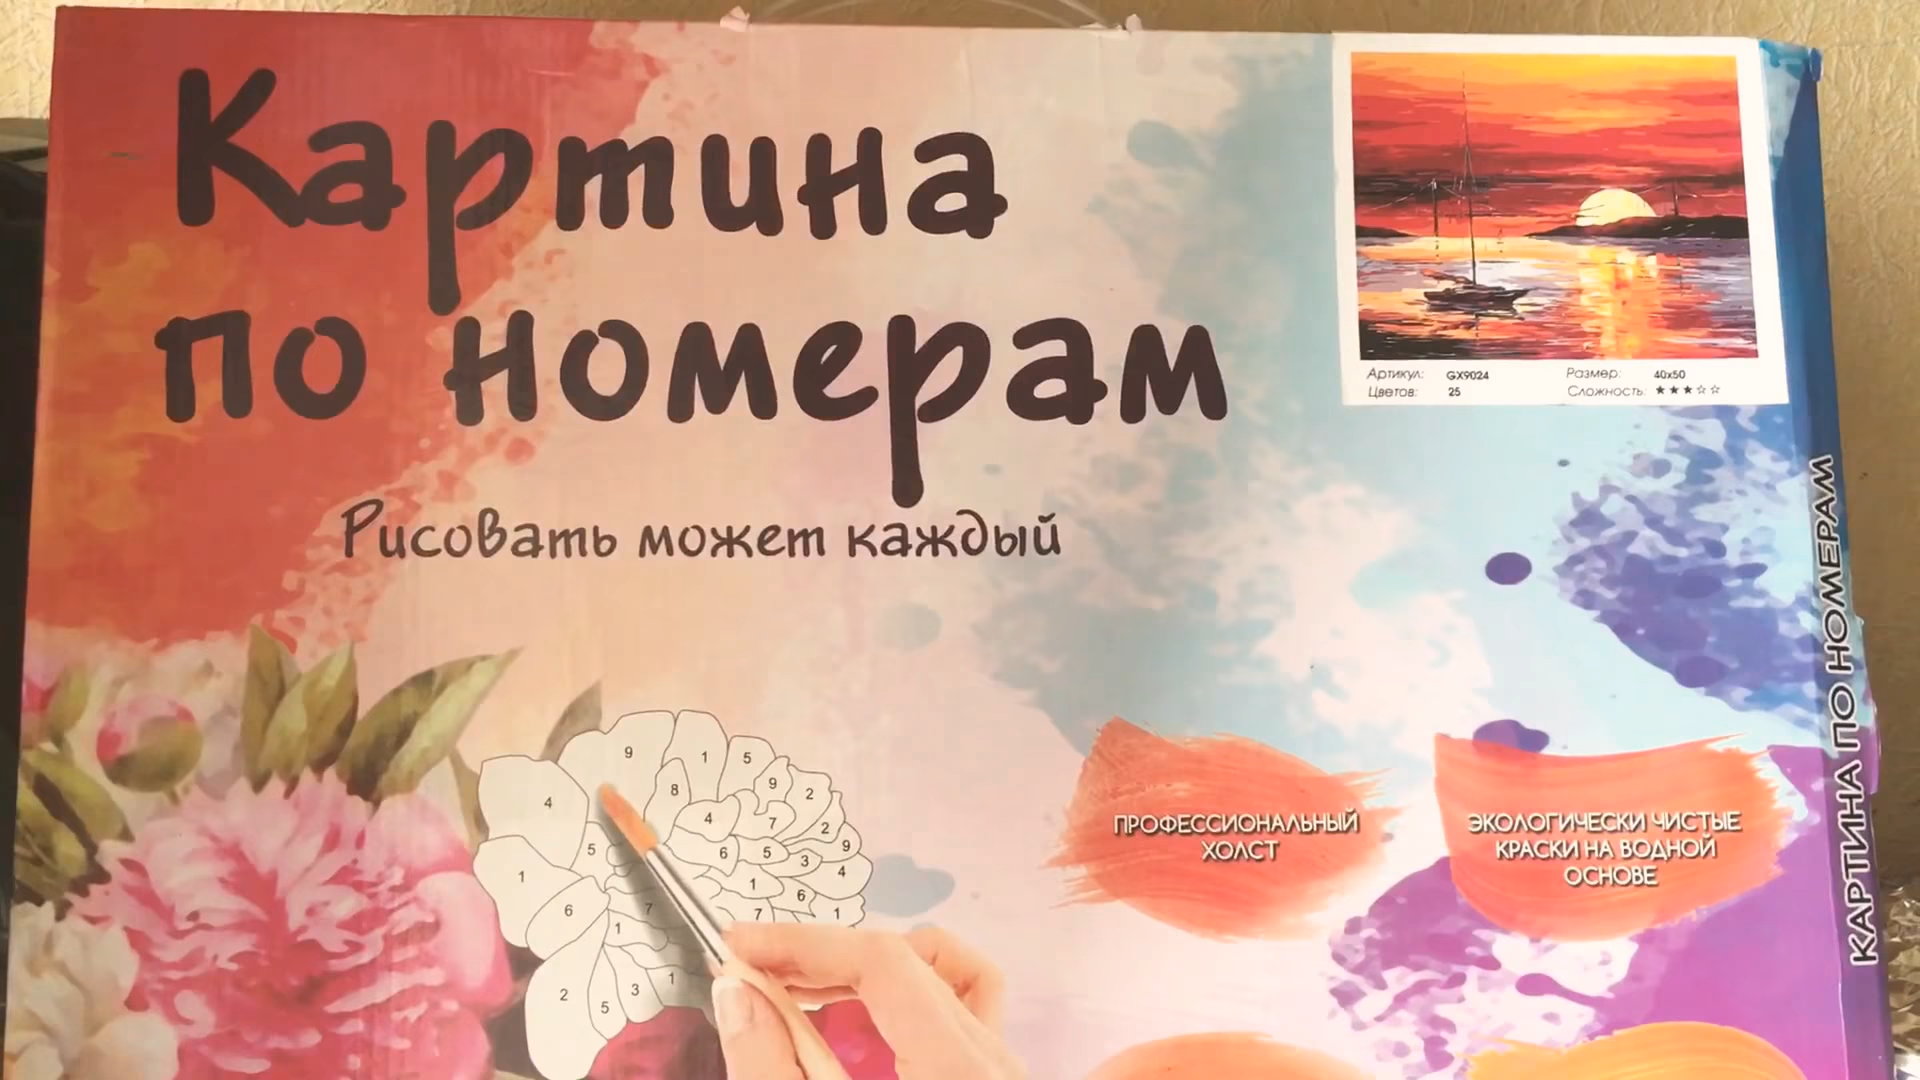 Картина
по номерам
Рисовать может каждый
Артикул: GX9024 Размер: 40x50
Цветов: 25 Сложность: ★★★☆☆
ПРОФЕССИОНАЛЬНЫЙ
ХОЛСТ
ЭКОЛОГИЧЕСКИ ЧИСТЫЕ
КРАСКИ НА ВОДНОЙ
ОСНОВЕ
КАРТИНА ПО НОМЕРАМ
9 1 5
4 8 9 2
4 7 2
5 6 5 3 9
1 1 4
6 7 7 6 1
1
2 5 3 1